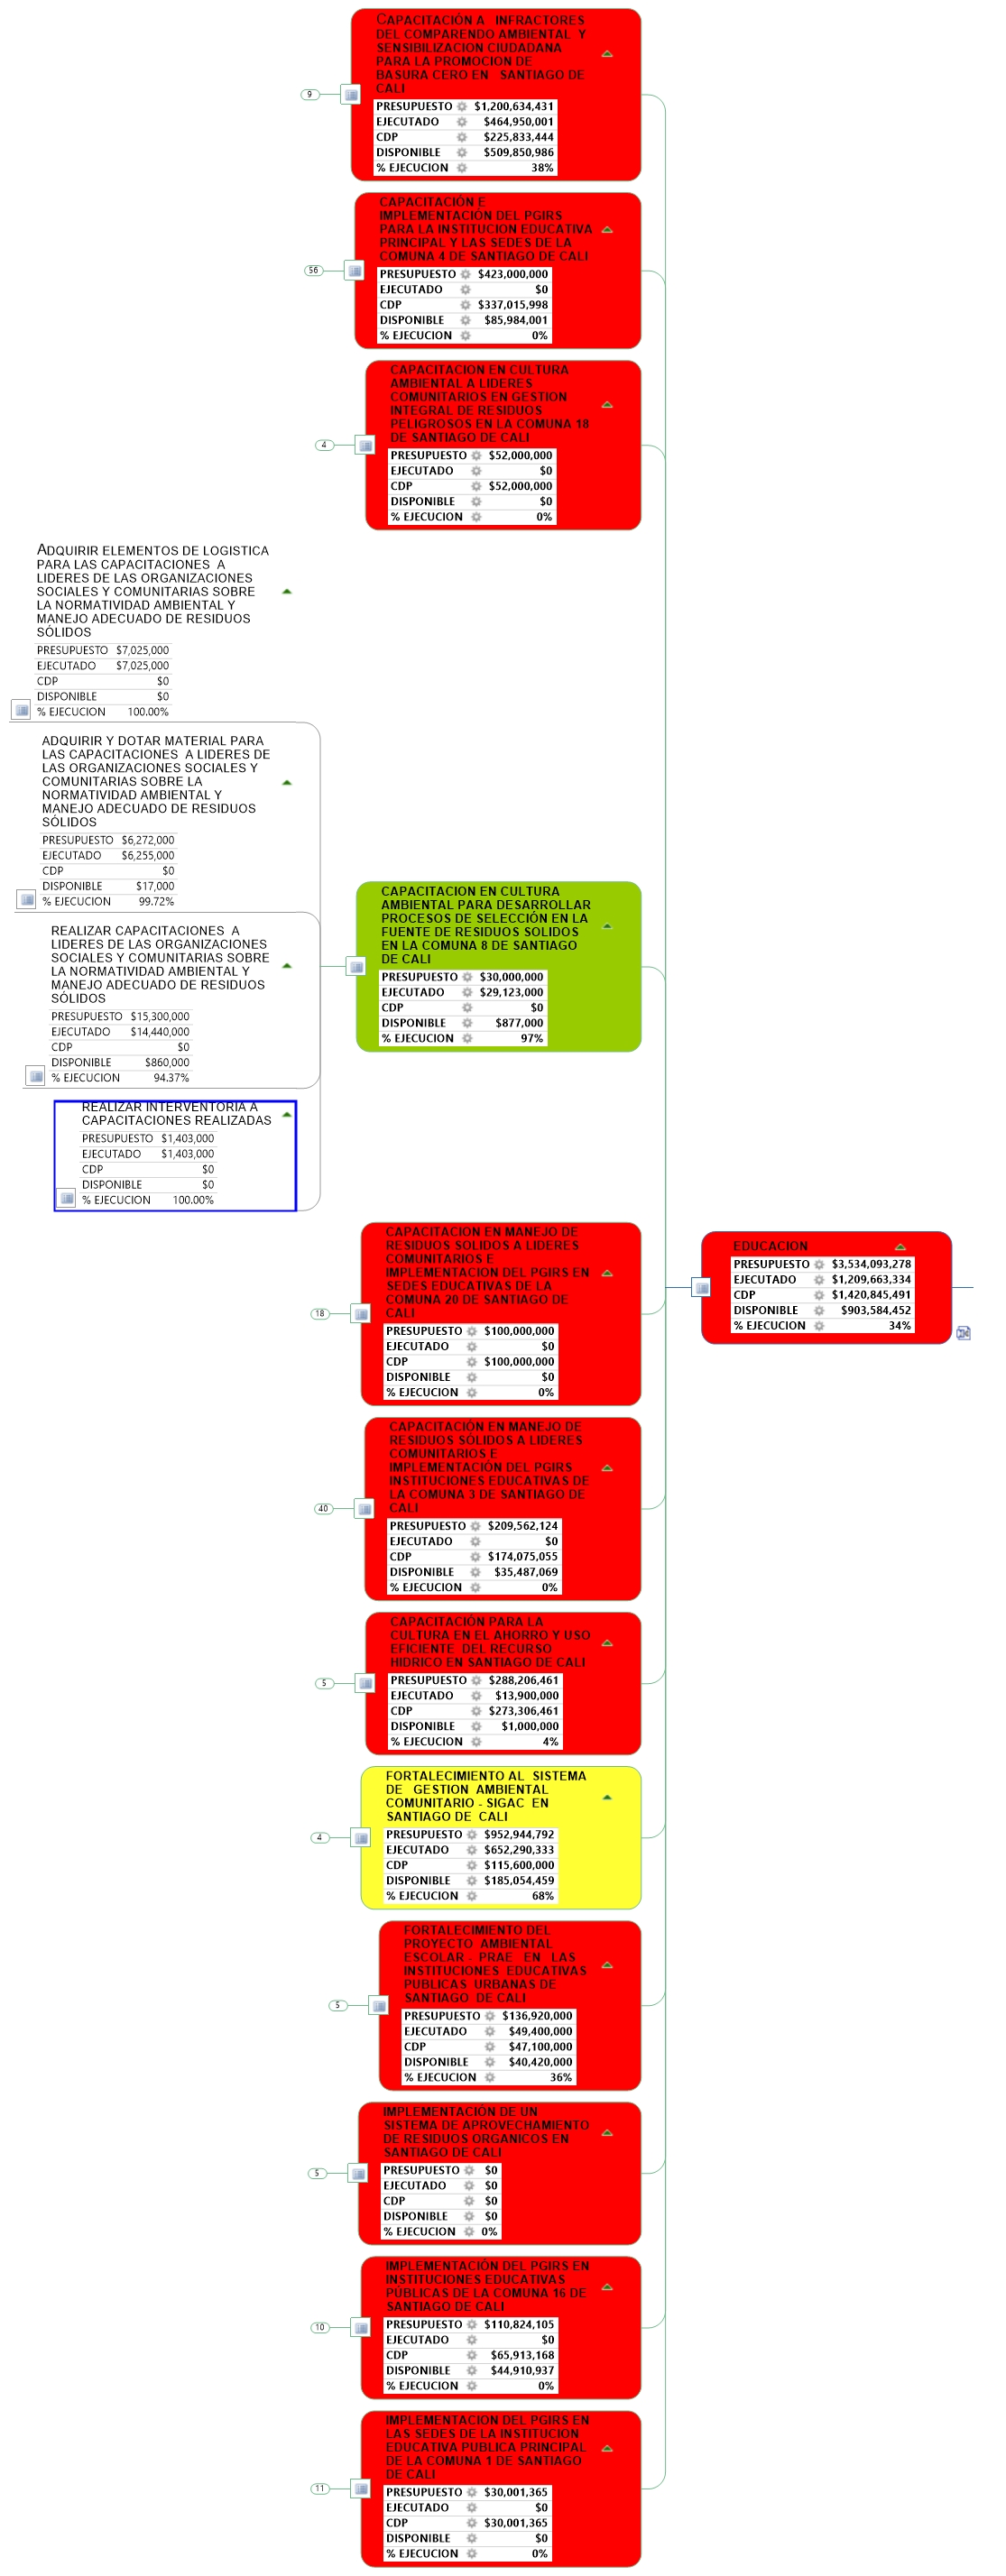 CAPACITACIÓN A INFRACTORES
DEL COMPARENDO AMBIENTAL Y
SENSIBILIZACION CIUDADANA
PARA LA PROMOCION DE
BASURA CERO EN SANTIAGO DE
CALI
9
PRESUPUESTO $1,200,634,431
EJECUTADO $464,950,001
CDP $225,833,444
DISPONIBLE $509,850,986
% EJECUCION 38%
CAPACITACIÓN E
IMPLEMENTACIÓN DEL PGIRS
PARA LA INSTITUCION EDUCATIVA
PRINCIPAL Y LAS SEDES DE LA
COMUNA 4 DE SANTIAGO DE CALI
56
PRESUPUESTO $423,000,000
EJECUTADO $0
CDP $337,015,998
DISPONIBLE $85,984,001
% EJECUCION 0%
CAPACITACION EN CULTURA
AMBIENTAL A LIDERES
COMUNITARIOS EN GESTION
INTEGRAL DE RESIDUOS
PELIGROSOS EN LA COMUNA 18
DE SANTIAGO DE CALI
4
PRESUPUESTO $52,000,000
EJECUTADO $0
CDP $52,000,000
DISPONIBLE $0
% EJECUCION 0%
ADQUIRIR ELEMENTOS DE LOGISTICA
PARA LAS CAPACITACIONES A
LIDERES DE LAS ORGANIZACIONES
SOCIALES Y COMUNITARIAS SOBRE
LA NORMATIVIDAD AMBIENTAL Y
MANEJO ADECUADO DE RESIDUOS
SÓLIDOS
PRESUPUESTO $7,025,000
EJECUTADO $7,025,000
CDP $0
DISPONIBLE $0
% EJECUCION 100.00%
ADQUIRIR Y DOTAR MATERIAL PARA
LAS CAPACITACIONES A LIDERES DE
LAS ORGANIZACIONES SOCIALES Y
COMUNITARIAS SOBRE LA
NORMATIVIDAD AMBIENTAL Y
MANEJO ADECUADO DE RESIDUOS
SÓLIDOS
PRESUPUESTO $6,272,000
EJECUTADO $6,255,000
CDP $0
DISPONIBLE $17,000
% EJECUCION 99.72%
REALIZAR CAPACITACIONES A
LIDERES DE LAS ORGANIZACIONES
SOCIALES Y COMUNITARIAS SOBRE
LA NORMATIVIDAD AMBIENTAL Y
MANEJO ADECUADO DE RESIDUOS
SÓLIDOS
PRESUPUESTO $15,300,000
EJECUTADO $14,440,000
CDP $0
DISPONIBLE $860,000
% EJECUCION 94.37%
REALIZAR INTERVENTORIA A
CAPACITACIONES REALIZADAS
PRESUPUESTO $1,403,000
EJECUTADO $1,403,000
CDP $0
DISPONIBLE $0
% EJECUCION 100.00%
CAPACITACION EN CULTURA
AMBIENTAL PARA DESARROLLAR
PROCESOS DE SELECCIÓN EN LA
FUENTE DE RESIDUOS SOLIDOS
EN LA COMUNA 8 DE SANTIAGO
DE CALI
PRESUPUESTO $30,000,000
EJECUTADO $29,123,000
CDP $0
DISPONIBLE $877,000
% EJECUCION 97%
CAPACITACION EN MANEJO DE
RESIDUOS SOLIDOS A LIDERES
COMUNITARIOS E
IMPLEMENTACION DEL PGIRS EN
SEDES EDUCATIVAS DE LA
COMUNA 20 DE SANTIAGO DE
CALI
18
PRESUPUESTO $100,000,000
EJECUTADO $0
CDP $100,000,000
DISPONIBLE $0
% EJECUCION 0%
EDUCACION
PRESUPUESTO $3,534,093,278
EJECUTADO $1,209,663,334
CDP $1,420,845,491
DISPONIBLE $903,584,452
% EJECUCION 34%
CAPACITACIÓN EN MANEJO DE
RESIDUOS SÓLIDOS A LIDERES
COMUNITARIOS E
IMPLEMENTACIÓN DEL PGIRS
INSTITUCIONES EDUCATIVAS DE
LA COMUNA 3 DE SANTIAGO DE
CALI
40
PRESUPUESTO $209,562,124
EJECUTADO $0
CDP $174,075,055
DISPONIBLE $35,487,069
% EJECUCION 0%
CAPACITACIÓN PARA LA
CULTURA EN EL AHORRO Y USO
EFICIENTE DEL RECURSO
HIDRICO EN SANTIAGO DE CALI
5
PRESUPUESTO $288,206,461
EJECUTADO $13,900,000
CDP $273,306,461
DISPONIBLE $1,000,000
% EJECUCION 4%
FORTALECIMIENTO AL SISTEMA
DE GESTION AMBIENTAL
COMUNITARIO - SIGAC EN
SANTIAGO DE CALI
4
PRESUPUESTO $952,944,792
EJECUTADO $652,290,333
CDP $115,600,000
DISPONIBLE $185,054,459
% EJECUCION 68%
FORTALECIMIENTO DEL
PROYECTO AMBIENTAL
ESCOLAR - PRAE EN LAS
INSTITUCIONES EDUCATIVAS
PUBLICAS URBANAS DE
SANTIAGO DE CALI
5
PRESUPUESTO $136,920,000
EJECUTADO $49,400,000
CDP $47,100,000
DISPONIBLE $40,420,000
% EJECUCION 36%
IMPLEMENTACIÓN DE UN
SISTEMA DE APROVECHAMIENTO
DE RESIDUOS ORGANICOS EN
SANTIAGO DE CALI
5
PRESUPUESTO $0
EJECUTADO $0
CDP $0
DISPONIBLE $0
% EJECUCION 0%
IMPLEMENTACIÓN DEL PGIRS EN
INSTITUCIONES EDUCATIVAS
PÚBLICAS DE LA COMUNA 16 DE
SANTIAGO DE CALI
10
PRESUPUESTO $110,824,105
EJECUTADO $0
CDP $65,913,168
DISPONIBLE $44,910,937
% EJECUCION 0%
IMPLEMENTACION DEL PGIRS EN
LAS SEDES DE LA INSTITUCION
EDUCATIVA PUBLICA PRINCIPAL
DE LA COMUNA 1 DE SANTIAGO
DE CALI
11
PRESUPUESTO $30,001,365
EJECUTADO $0
CDP $30,001,365
DISPONIBLE $0
% EJECUCION 0%